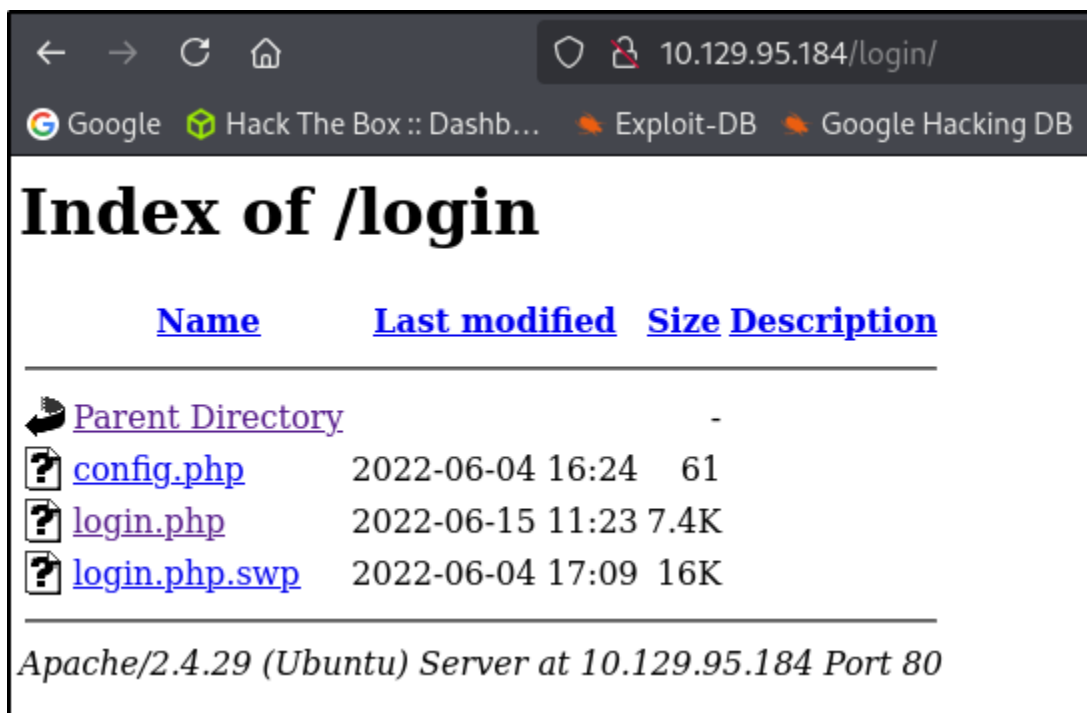 10.129.95.184/login/
Google Hack The Box :: Dashb... Exploit-DB Google Hacking DB
Index of /login
Name Last modified Size Description
Parent Directory -
config.php 2022-06-04 16:24 61
login.php 2022-06-15 11:23 7.4K
login.php.swp 2022-06-04 17:09 16K
Apache/2.4.29 (Ubuntu) Server at 10.129.95.184 Port 80